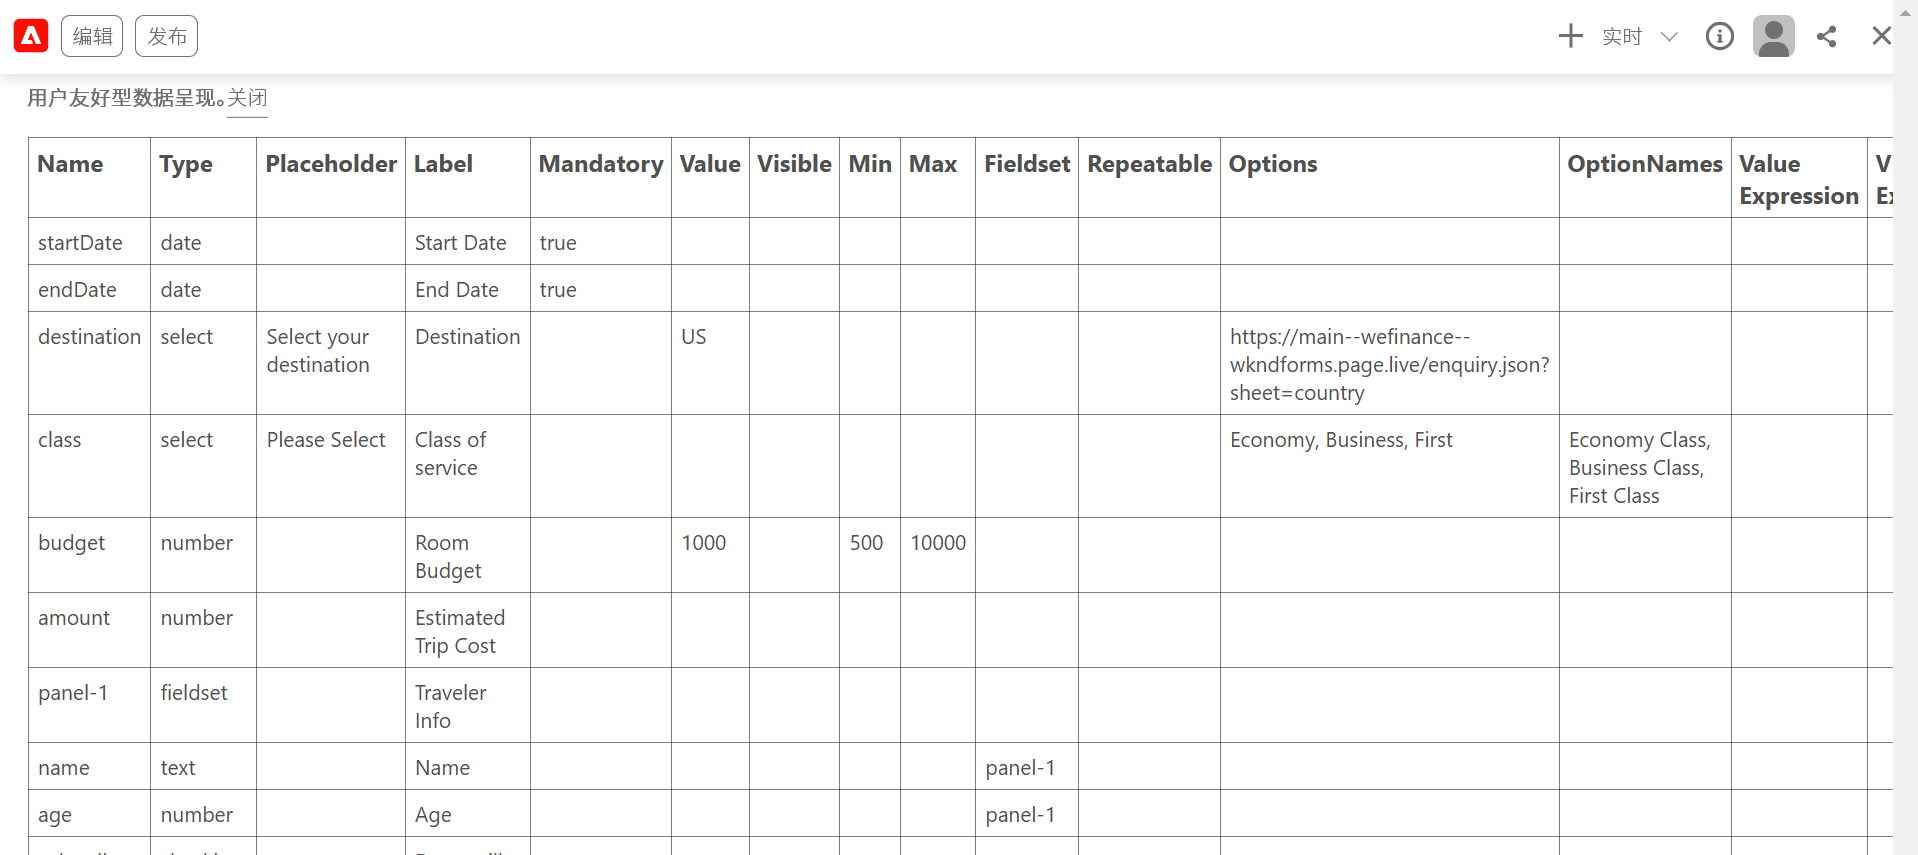 编辑 发布 实时
用户友好型数据呈现。关闭
Name Type Placeholder Label Mandatory Value Visible Min Max Fieldset Repeatable Options OptionNames Value Expression
startDate date Start Date true
endDate date End Date true
destination select Select your destination Destination US https://main--wefinance--wkndforms.page.live/enquiry.json?sheet=country
class select Please Select Class of service Economy, Business, First Economy Class, Business Class, First Class
budget number Room Budget 1000 500 10000
amount number Estimated Trip Cost
panel-1 fieldset Traveler Info
name text Name panel-1
age number Age panel-1